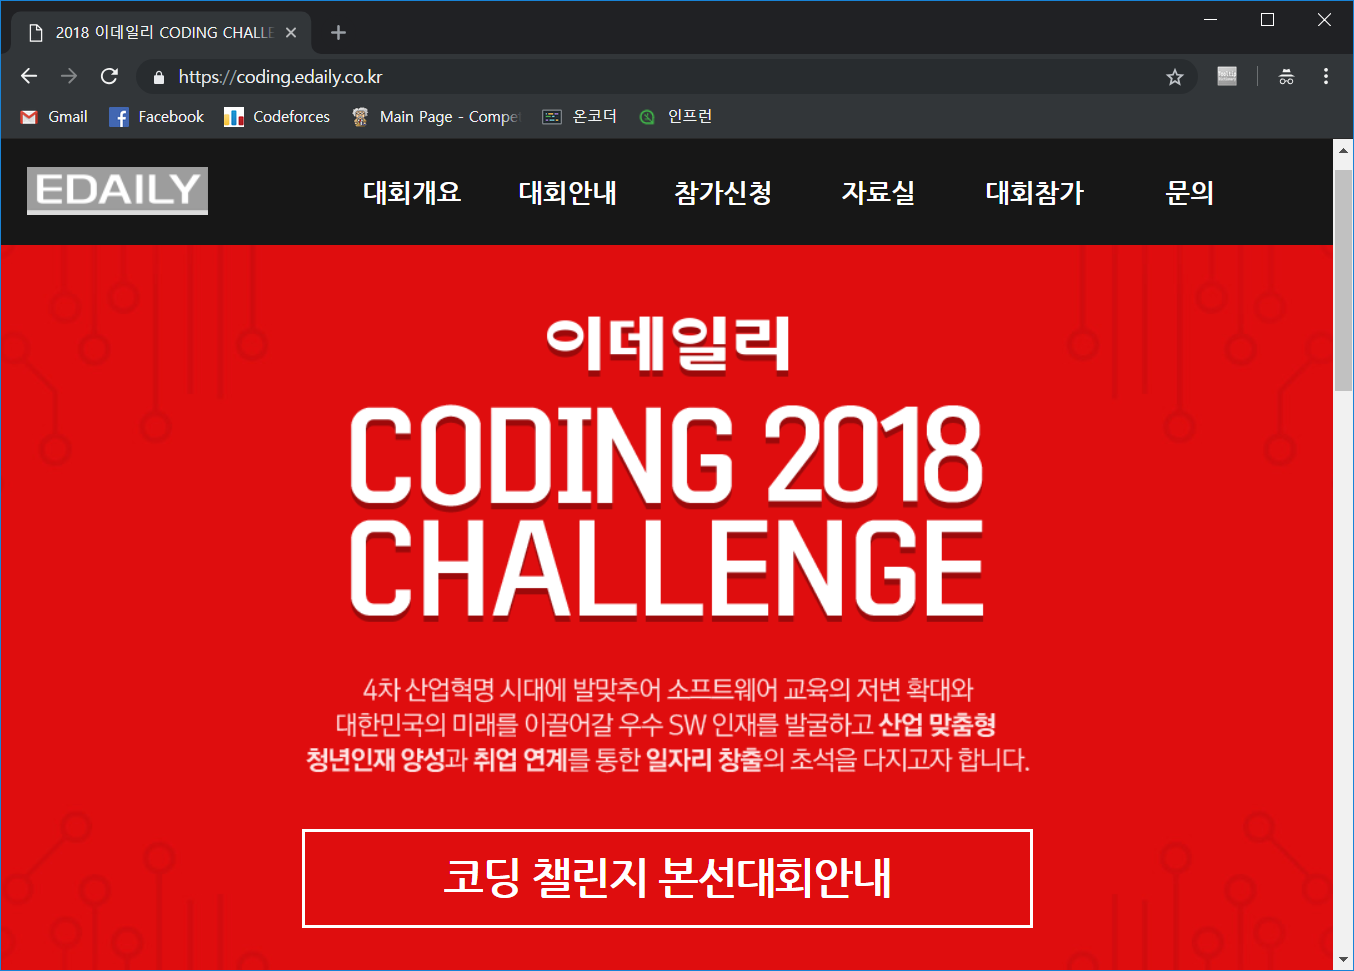 2018 이데일리 CODING CHALLE
https://coding.edaily.co.kr
Gmail Facebook Codeforces Main Page - Compet 온코더 인프런
EDAILY 대회개요 대회안내 참가신청 자료실 대회참가 문의
이데일리
CODING 2018
CHALLENGE
4차 산업혁명 시대에 발맞추어 소프트웨어 교육의 저변 확대와
대한민국의 미래를 이끌어갈 우수 SW 인재를 발굴하고 산업 맞춤형
청년인재 양성과 취업 연계를 통한 일자리 창출의 초석을 다지고자 합니다.
코딩 챌린지 본선대회안내